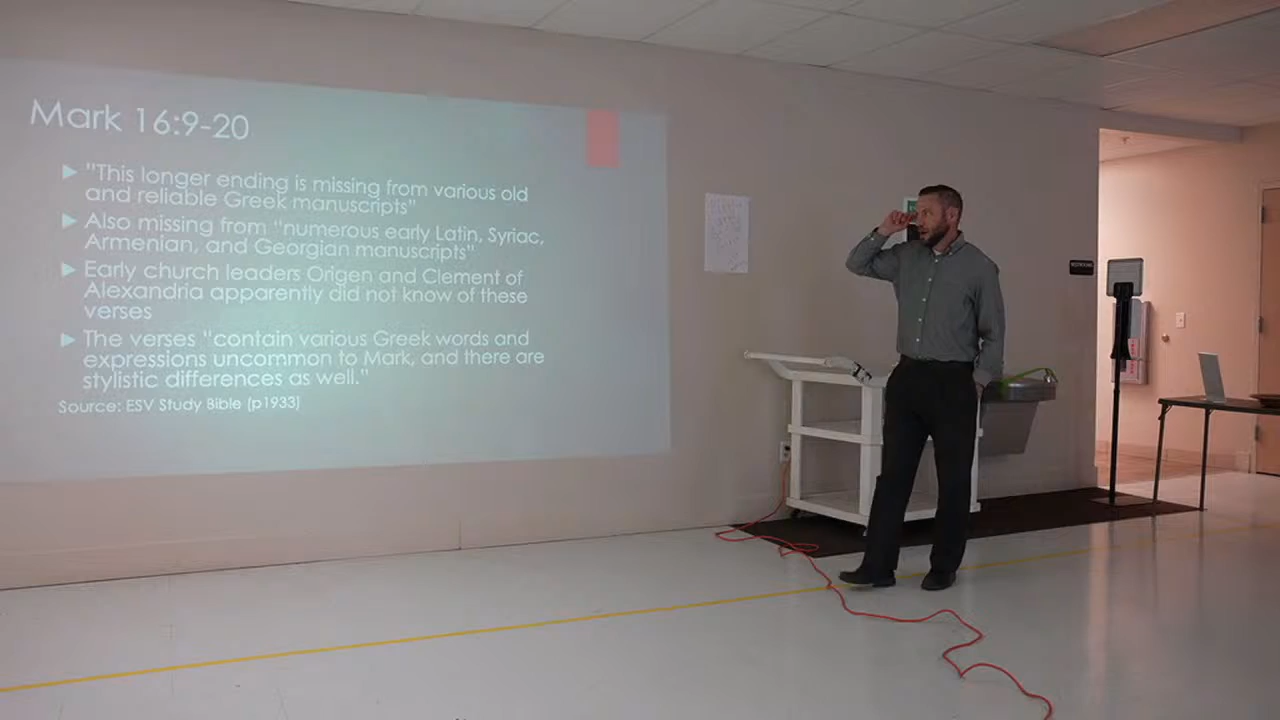 Mark 16:9-20
"This longer ending is missing from various old
and reliable Greek manuscripts"
Also missing from "numerous early Latin, Syriac,
Armenian, and Georgian manuscripts"
Early church leaders Origen and Clement of
Alexandria apparently did not know of these
verses
The verses "contain various Greek words and
expressions uncommon to Mark, and there are
stylistic differences as well."
Source: ESV Study Bible (p1933)
RESTROOMS